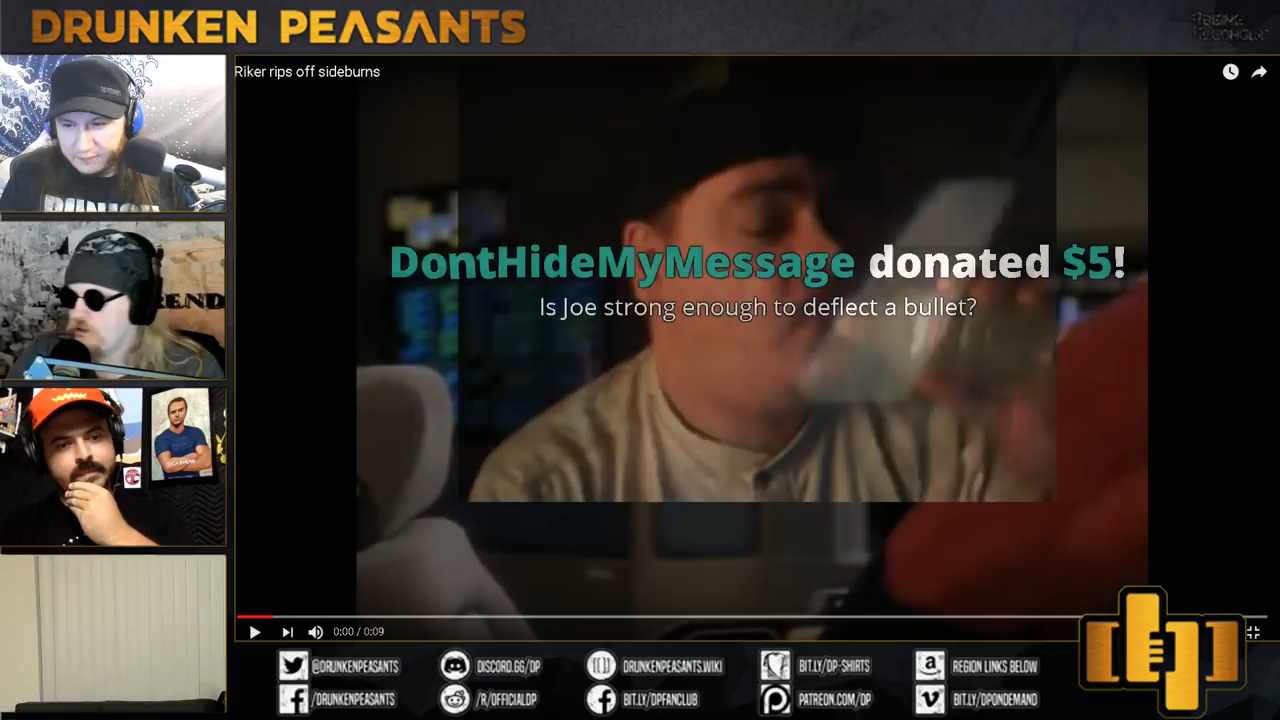 DRUNKEN PEASANTS
Riker rips off sideburns
DontHideMyMessage donated $5!
Is Joe strong enough to deflect a bullet?
0:00 / 0:09
@DRUNKENPEASANTS
DISCORD.GG/DP
DRUNKENPEASANTS.WIKI
BIT.LY/DP-SHIRTS
REGION LINKS BELOW
/DRUNKENPEASANTS
/R/OFFICIALDP
BIT.LY/DPFANCLUB
PATREON.COM/DP
BIT.LY/DPONDEMAND